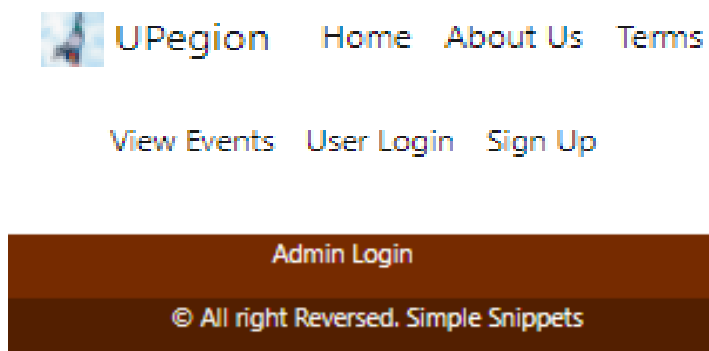 UPegion Home About Us Terms
View Events User Login Sign Up
Admin Login
© All right Reversed. Simple Snippets